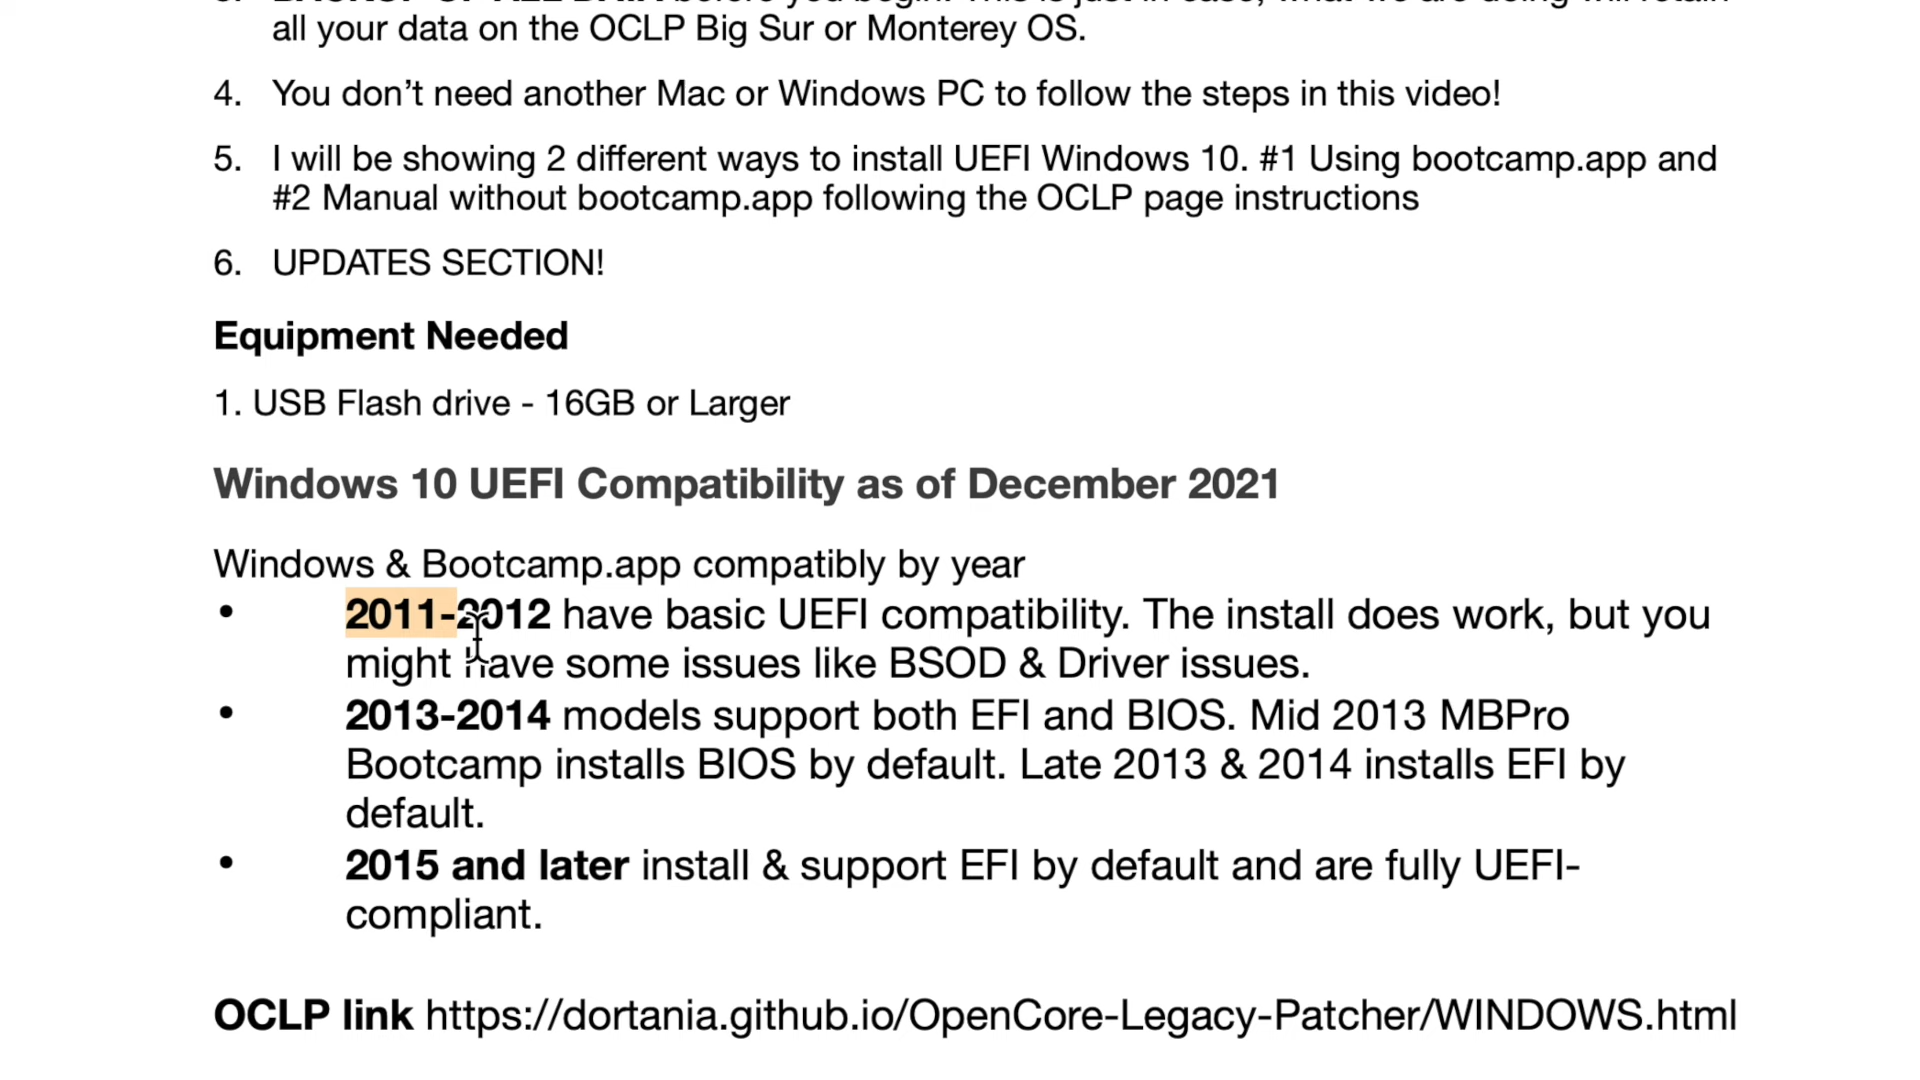 all your data on the OCLP Big Sur or Monterey OS.
4. You don’t need another Mac or Windows PC to follow the steps in this video!
5. I will be showing 2 different ways to install UEFI Windows 10. #1 Using bootcamp.app and
#2 Manual without bootcamp.app following the OCLP page instructions
6. UPDATES SECTION!
Equipment Needed
1. USB Flash drive - 16GB or Larger
Windows 10 UEFI Compatibility as of December 2021
Windows & Bootcamp.app compatibly by year
• 2011-2012 have basic UEFI compatibility. The install does work, but you
might have some issues like BSOD & Driver issues.
• 2013-2014 models support both EFI and BIOS. Mid 2013 MBPro
Bootcamp installs BIOS by default. Late 2013 & 2014 installs EFI by
default.
• 2015 and later install & support EFI by default and are fully UEFI-
compliant.
OCLP link https://dortania.github.io/OpenCore-Legacy-Patcher/WINDOWS.html